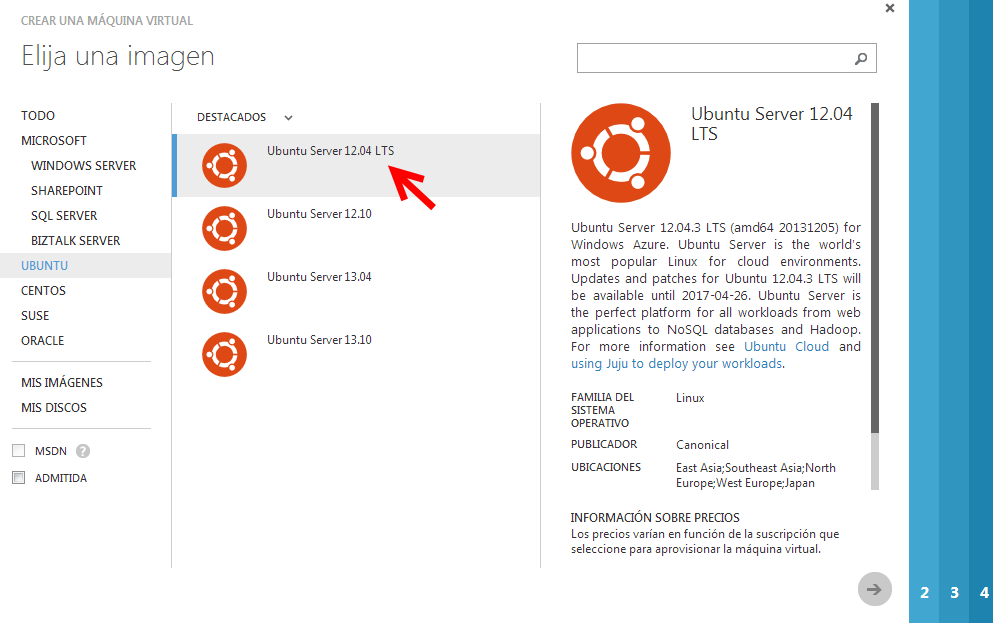 CREAR UNA MÁQUINA VIRTUAL
Elija una imagen
TODO
MICROSOFT
WINDOWS SERVER
SHAREPOINT
SQL SERVER
BIZTALK SERVER
UBUNTU
CENTOS
SUSE
ORACLE
MIS IMÁGENES
MIS DISCOS
MSDN ?
ADMITIDA
DESTACADOS
Ubuntu Server 12.04 LTS
Ubuntu Server 12.10
Ubuntu Server 13.04
Ubuntu Server 13.10
Ubuntu Server 12.04
LTS
Ubuntu Server 12.04.3 LTS (amd64 20131205) for
Windows Azure. Ubuntu Server is the world's
most popular Linux for cloud environments.
Updates and patches for Ubuntu 12.04.3 LTS will
be available until 2017-04-26. Ubuntu Server is
the perfect platform for all workloads from web
applications to NoSQL databases and Hadoop.
For more information see Ubuntu Cloud and
using Juju to deploy your workloads.
FAMILIA DEL
SISTEMA
OPERATIVO
Linux
PUBLICADOR
Canonical
UBICACIONES
East Asia;Southeast Asia;North
Europe;West Europe;Japan
INFORMACIÓN SOBRE PRECIOS
Los precios varían en función de la suscripción que
seleccione para aprovisionar la máquina virtual.
2 3 4